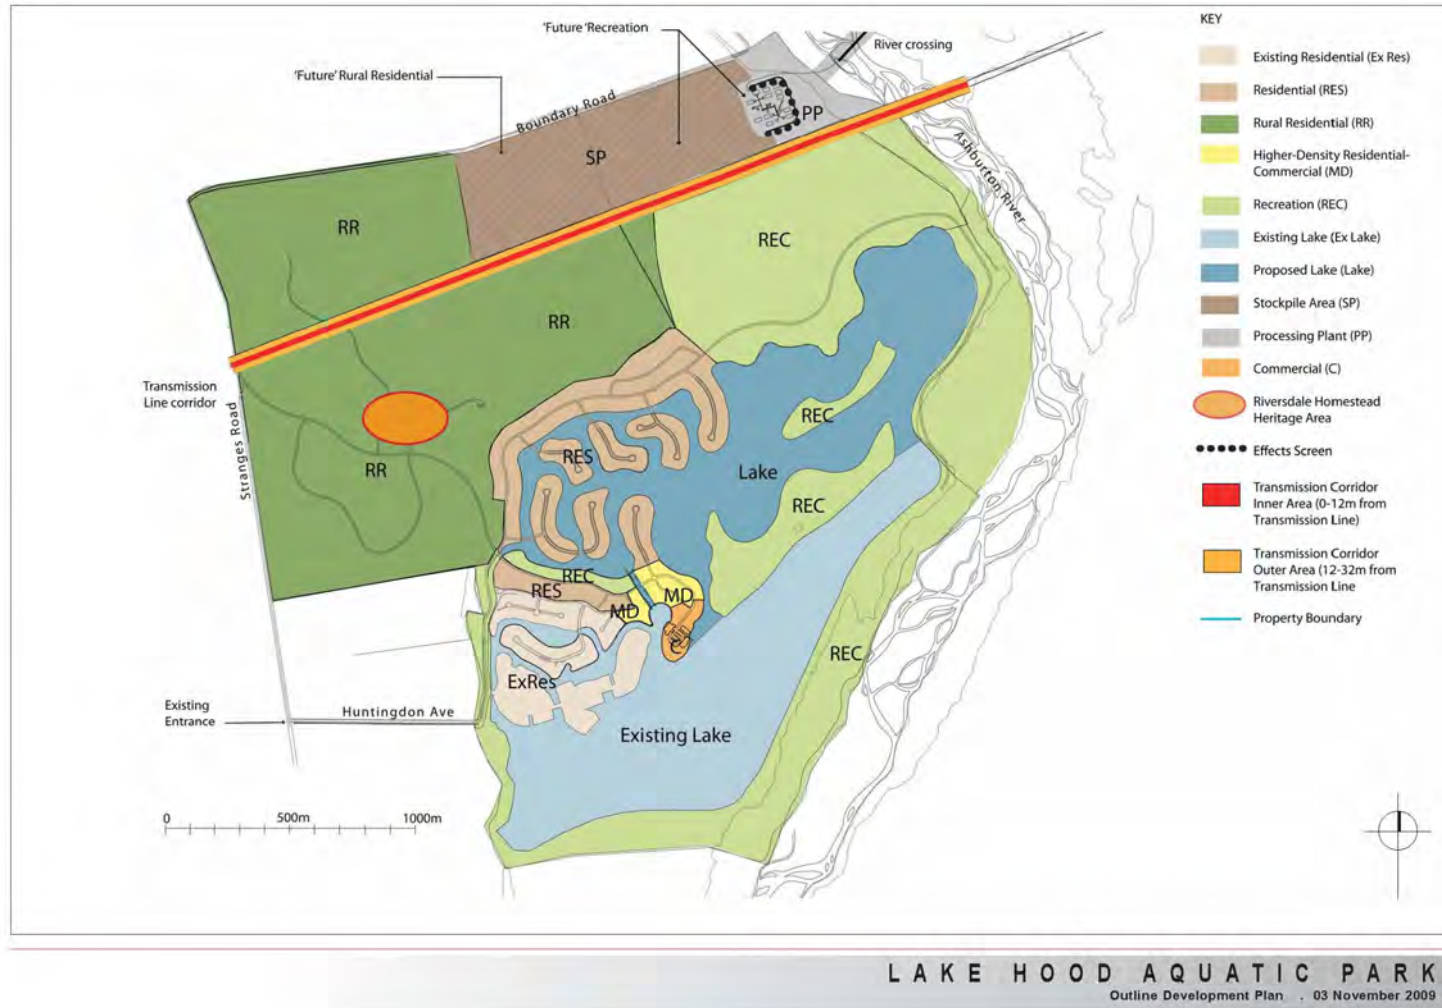 'Future' Recreation
River crossing
'Future' Rural Residential
Boundary Road
PP
SP
Ashburton River
RR
REC
RR
Transmission
Line corridor
Stranges Road
REC
RES
Lake
RR
REC
REC
RES
MD
MD
C
REC
ExRes
Existing
Entrance
Huntingdon Ave
Existing Lake
0 500m 1000m
KEY
Existing Residential (Ex Res)
Residential (RES)
Rural Residential (RR)
Higher-Density Residential-
Commercial (MD)
Recreation (REC)
Existing Lake (Ex Lake)
Proposed Lake (Lake)
Stockpile Area (SP)
Processing Plant (PP)
Commercial (C)
Riversdale Homestead
Heritage Area
Effects Screen
Transmission Corridor
Inner Area (0-12m from
Transmission Line)
Transmission Corridor
Outer Area (12-32m from
Transmission Line
Property Boundary
LAKE HOOD AQUATIC PARK
Outline Development Plan . 03 November 2009